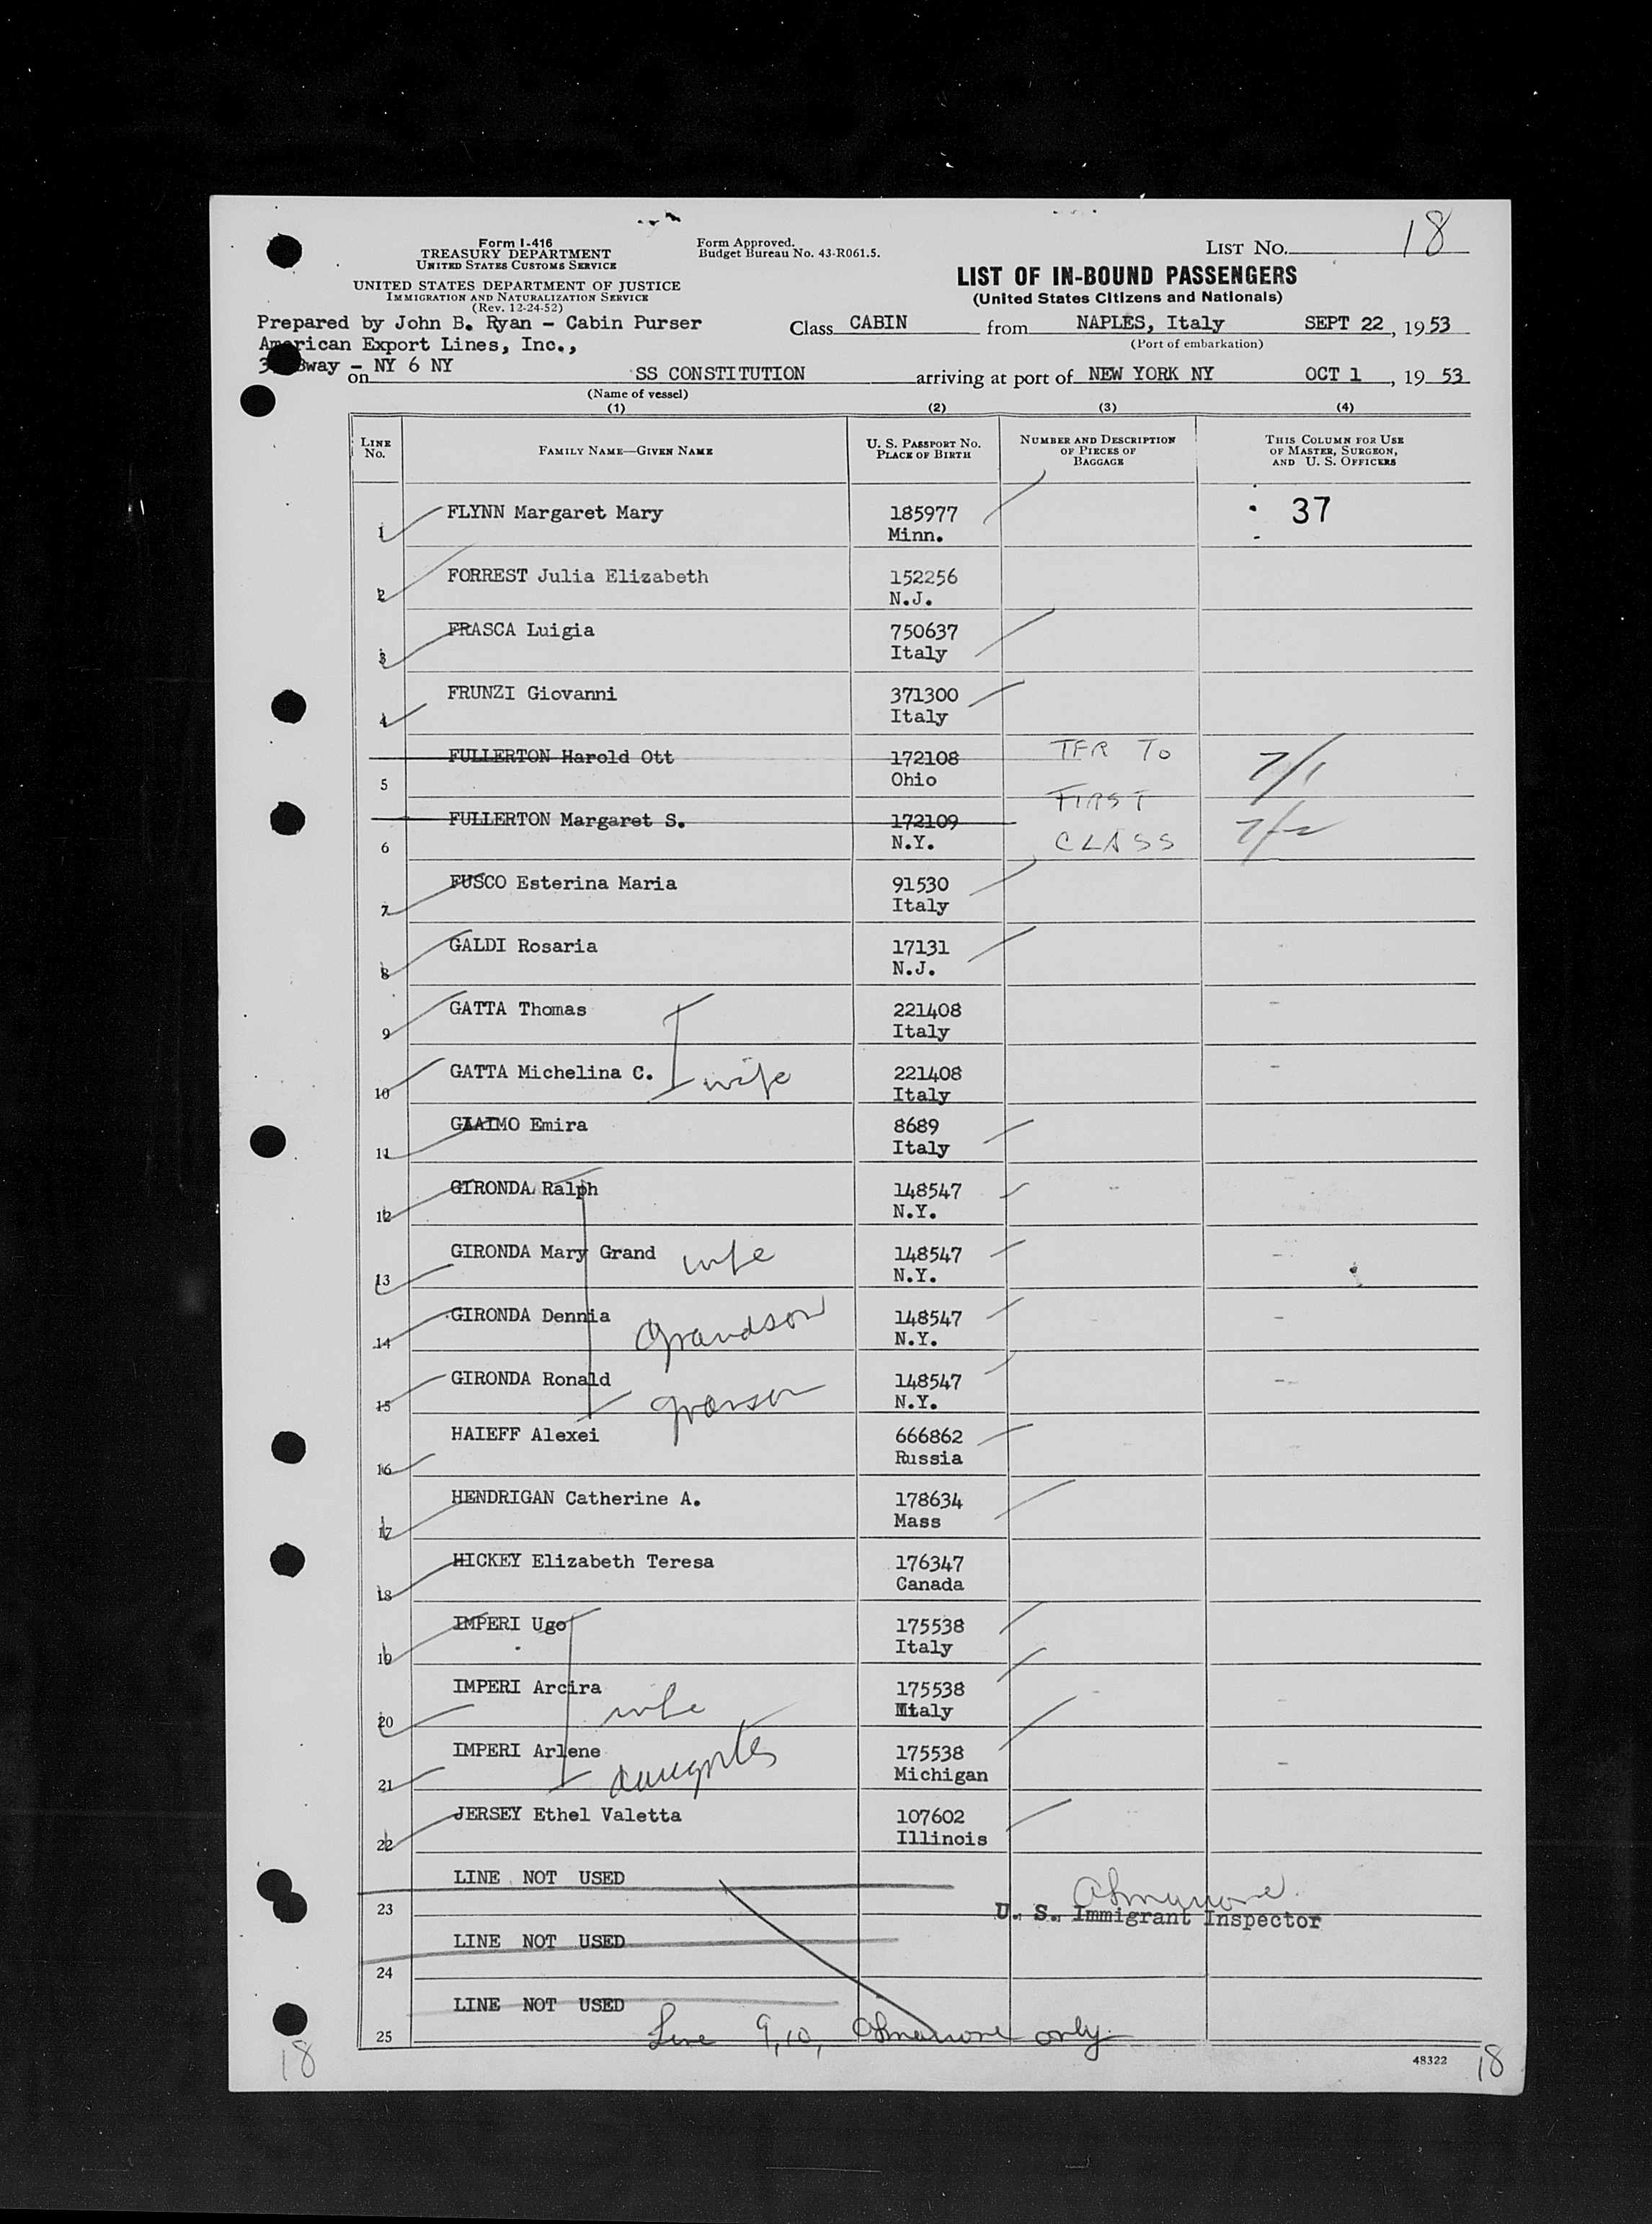 18
Form I-416
TREASURY DEPARTMENT
UNITED STATES CUSTOMS SERVICE
Form Approved.
Budget Bureau No. 43-R061.5.
LIST NO. 18
LIST OF IN-BOUND PASSENGERS
(United States Citizens and Nationals)
UNITED STATES DEPARTMENT OF JUSTICE
IMMIGRATION AND NATURALIZATION SERVICE
(Rev. 12-24-52)
Prepared by John B. Ryan - Cabin Purser
American Export Lines, Inc.,
Bway - NY 6 NY
Class CABIN from NAPLES, Italy SEPT 22, 1953
(Port of embarkation)
on SS CONSTITUTION arriving at port of NEW YORK NY OCT 1, 1953
(Name of vessel)
(1) (2) (3) (4)
LINE NO. FAMILY NAME—GIVEN NAME U. S. PASSPORT NO. PLACE OF BIRTH NUMBER AND DESCRIPTION OF PIECES OF BAGGAGE THIS COLUMN FOR USE OF MASTER, SURGEON, AND U. S. OFFICERS
1 FLYNN Margaret Mary 185977 37
Minn.
2 FORREST Julia Elizabeth 152256
N.J.
3 FRASCA Luigia 750637
Italy
4 FRUNZI Giovanni 371300
Italy
5 FULLERTON Harold Ott 172108 TFR To 7/1
Ohio
FIRST
6 FULLERTON Margaret S. 172109 7/2
N.Y. CLASS
7 FUSCO Esterina Maria 91530
Italy
8 GALDI Rosaria 17131
N.J.
9 GATTA Thomas 221408
Italy
10 GATTA Michelina C. wife 221408
Italy
11 GIAIMO Emira 8689
Italy
12 GIRONDA Ralph 148547
N.Y.
13 GIRONDA Mary Grand wife 148547
N.Y.
14 GIRONDA Dennia Grandson 148547
N.Y.
15 GIRONDA Ronald granson 148547
N.Y.
16 HAIEFF Alexei 666862
Russia
17 HENDRIGAN Catherine A. 178634
Mass
18 HICKEY Elizabeth Teresa 176347
Canada
19 IMPERI Ugo 175538
Italy
20 IMPERI Arcira wife 175538
Italy
21 IMPERI Arlene daughter 175538
Michigan
22 JERSEY Ethel Valetta 107602
Illinois
23 LINE NOT USED
U. S. Immigrant Inspector
24 LINE NOT USED
25 LINE NOT USED
Line 9, 10, only.
18 48322 18